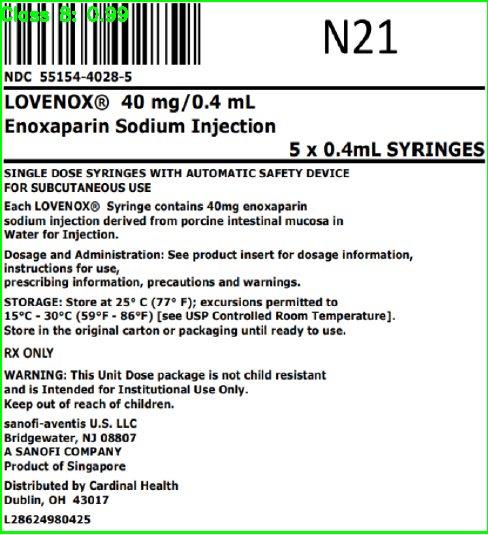 Class 8: 0.99
N21
NDC 55154-4028-5
LOVENOX® 40 mg/0.4 mL
Enoxaparin Sodium Injection
5 x 0.4mL SYRINGES
SINGLE DOSE SYRINGES WITH AUTOMATIC SAFETY DEVICE
FOR SUBCUTANEOUS USE
Each LOVENOX® Syringe contains 40mg enoxaparin
sodium injection derived from porcine intestinal mucosa in
Water for Injection.
Dosage and Administration: See product insert for dosage information,
instructions for use,
prescribing information, precautions and warnings.
STORAGE: Store at 25° C (77° F); excursions permitted to
15°C - 30°C (59°F - 86°F) [see USP Controlled Room Temperature].
Store in the original carton or packaging until ready to use.
RX ONLY
WARNING: This Unit Dose package is not child resistant
and is Intended for Institutional Use Only.
Keep out of reach of children.
sanofi-aventis U.S. LLC
Bridgewater, NJ 08807
A SANOFI COMPANY
Product of Singapore
Distributed by Cardinal Health
Dublin, OH 43017
L28624980425